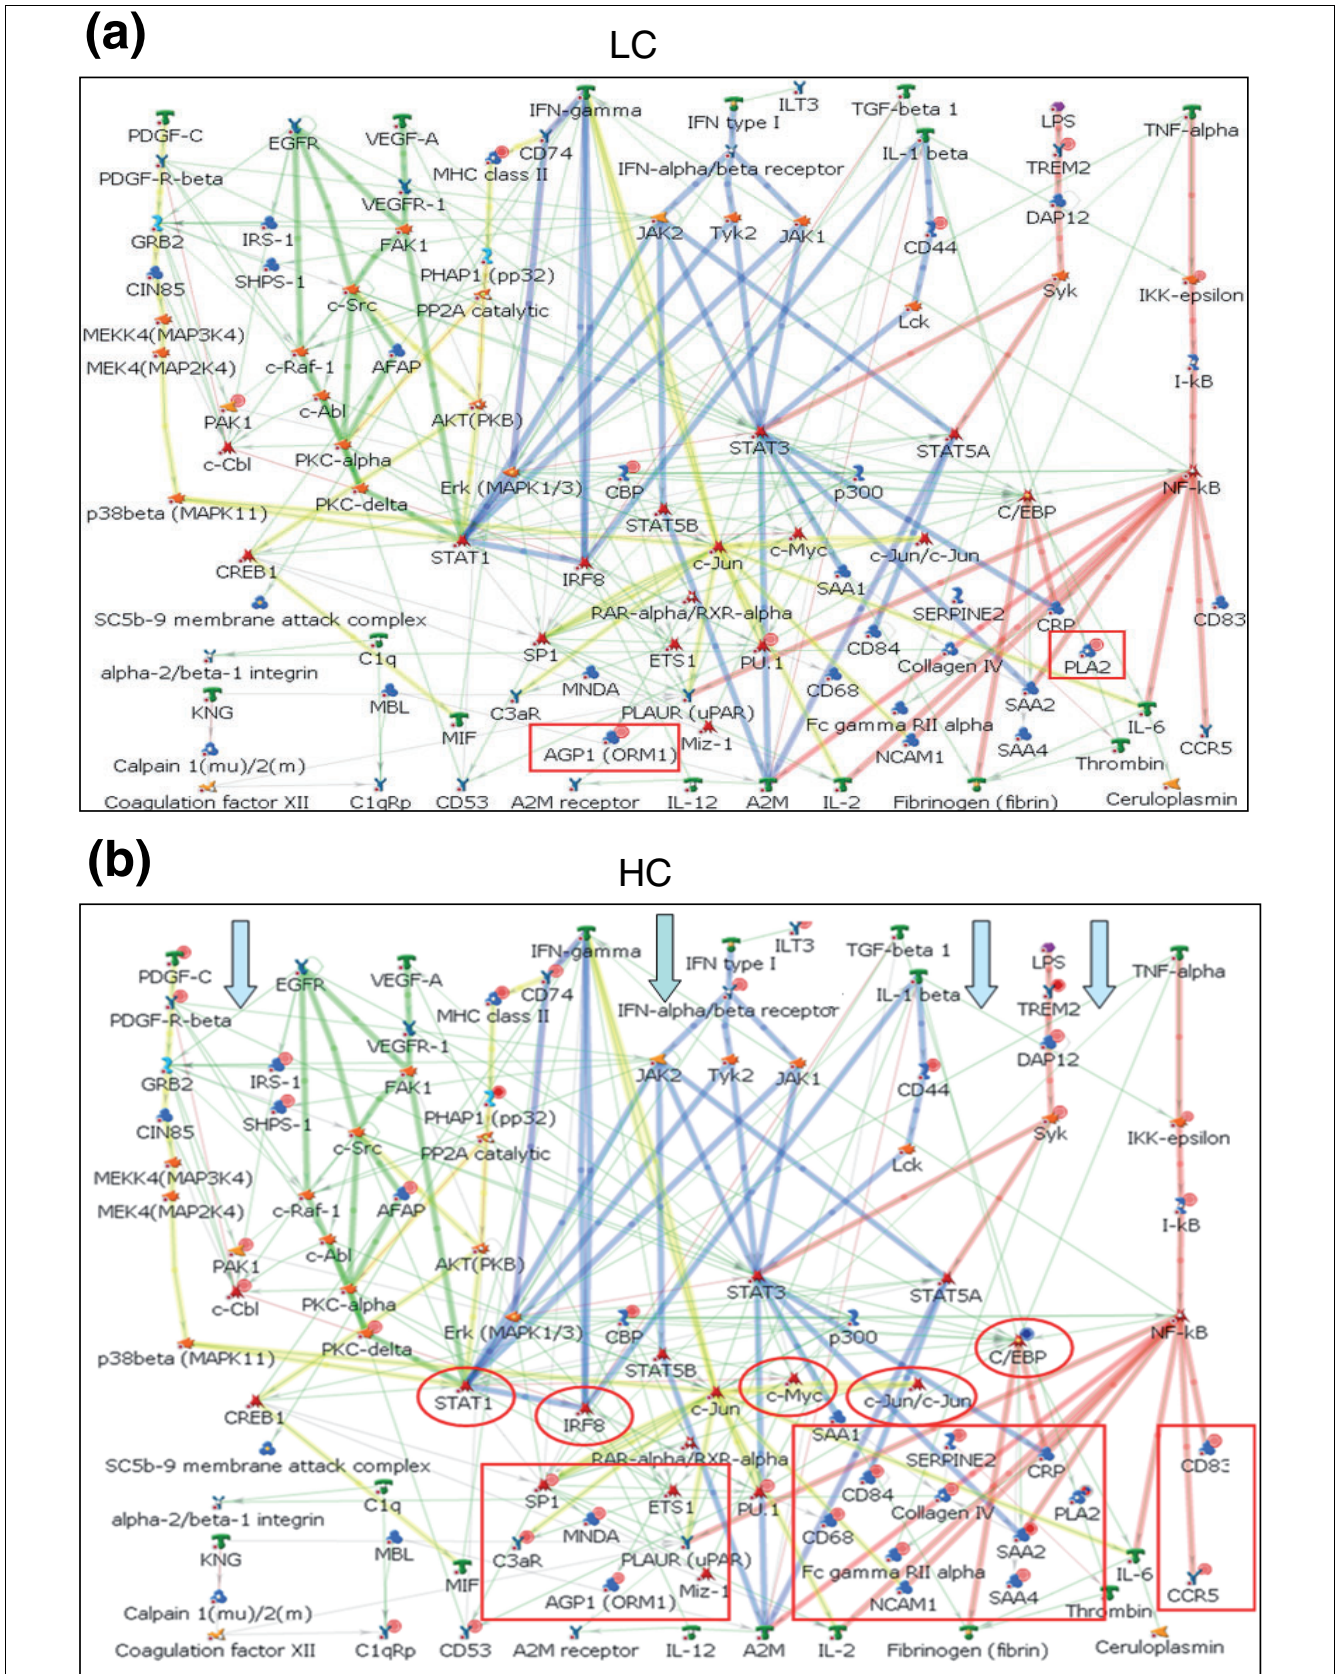 (a)
LC
IFN-gamma
ILT3
TGF-beta 1
LPS
TNF-alpha
PDGF-C
EGFR
VEGF-A
IFN type I
CD74
IL-1 beta
TREM2
MHC class II
IFN-alpha/beta receptor
PDGF-R-beta
VEGFR-1
DAP12
GRB2
IRS-1
FAK1
JAK2
Tyk2
JAK1
CD44
CIN85
SHPS-1
PHAP1 (pp32)
Syk
IKK-epsilon
c-Src
PP2A catalytic
Lck
MEKK4(MAP3K4)
MEK4(MAP2K4)
c-Raf-1
AFAP
I-kB
PAK1
c-Abl
AKT(PKB)
c-Cbl
PKC-alpha
STAT3
STAT5A
Erk (MAPK1/3)
CBP
p300
NF-kB
p38beta (MAPK11)
PKC-delta
C/EBP
STAT5B
STAT1
c-Jun
c-Myc
c-Jun/c-Jun
CREB1
IRF8
SAA1
SC5b-9 membrane attack complex
RAR-alpha/RXR-alpha
SERPINE2
CRP
CD83
C1q
SP1
ETS1
PU.1
CD84
Collagen IV
PLA2
alpha-2/beta-1 integrin
MNDA
CD68
KNG
MBL
C3aR
PLAUR (uPAR)
SAA2
MIF
Miz-1
Fc gamma RII alpha
IL-6
AGP1 (ORM1)
NCAM1
SAA4
CCR5
Calpain 1(mu)/2(m)
Thrombin
Coagulation factor XII
C1qRp
CD53
A2M receptor
IL-12
A2M
IL-2
Fibrinogen (fibrin)
Ceruloplasmin
(b)
HC
IFN-gamma
ILT3
TGF-beta 1
LPS
TNF-alpha
PDGF-C
EGFR
VEGF-A
IFN type I
CD74
IL-1 beta
TREM2
MHC class II
IFN-alpha/beta receptor
PDGF-R-beta
VEGFR-1
DAP12
GRB2
IRS-1
FAK1
JAK2
Tyk2
JAK1
CD44
CIN85
SHPS-1
PHAP1 (pp32)
Syk
IKK-epsilon
c-Src
PP2A catalytic
Lck
MEKK4(MAP3K4)
MEK4(MAP2K4)
c-Raf-1
AFAP
I-kB
PAK1
c-Abl
AKT(PKB)
c-Cbl
PKC-alpha
STAT3
STAT5A
Erk (MAPK1/3)
CBP
p300
NF-kB
p38beta (MAPK11)
PKC-delta
C/EBP
STAT5B
STAT1
c-Jun
c-Myc
c-Jun/c-Jun
CREB1
IRF8
SAA1
SC5b-9 membrane attack complex
RAR-alpha/RXR-alpha
SERPINE2
CRP
CD83
C1q
SP1
ETS1
PU.1
CD84
Collagen IV
PLA2
alpha-2/beta-1 integrin
MNDA
CD68
KNG
MBL
C3aR
PLAUR (uPAR)
SAA2
MIF
Miz-1
Fc gamma RII alpha
IL-6
AGP1 (ORM1)
NCAM1
SAA4
CCR5
Calpain 1(mu)/2(m)
Thrombin
Coagulation factor XII
C1qRp
CD53
A2M receptor
IL-12
A2M
IL-2
Fibrinogen (fibrin)
Ceruloplasmin